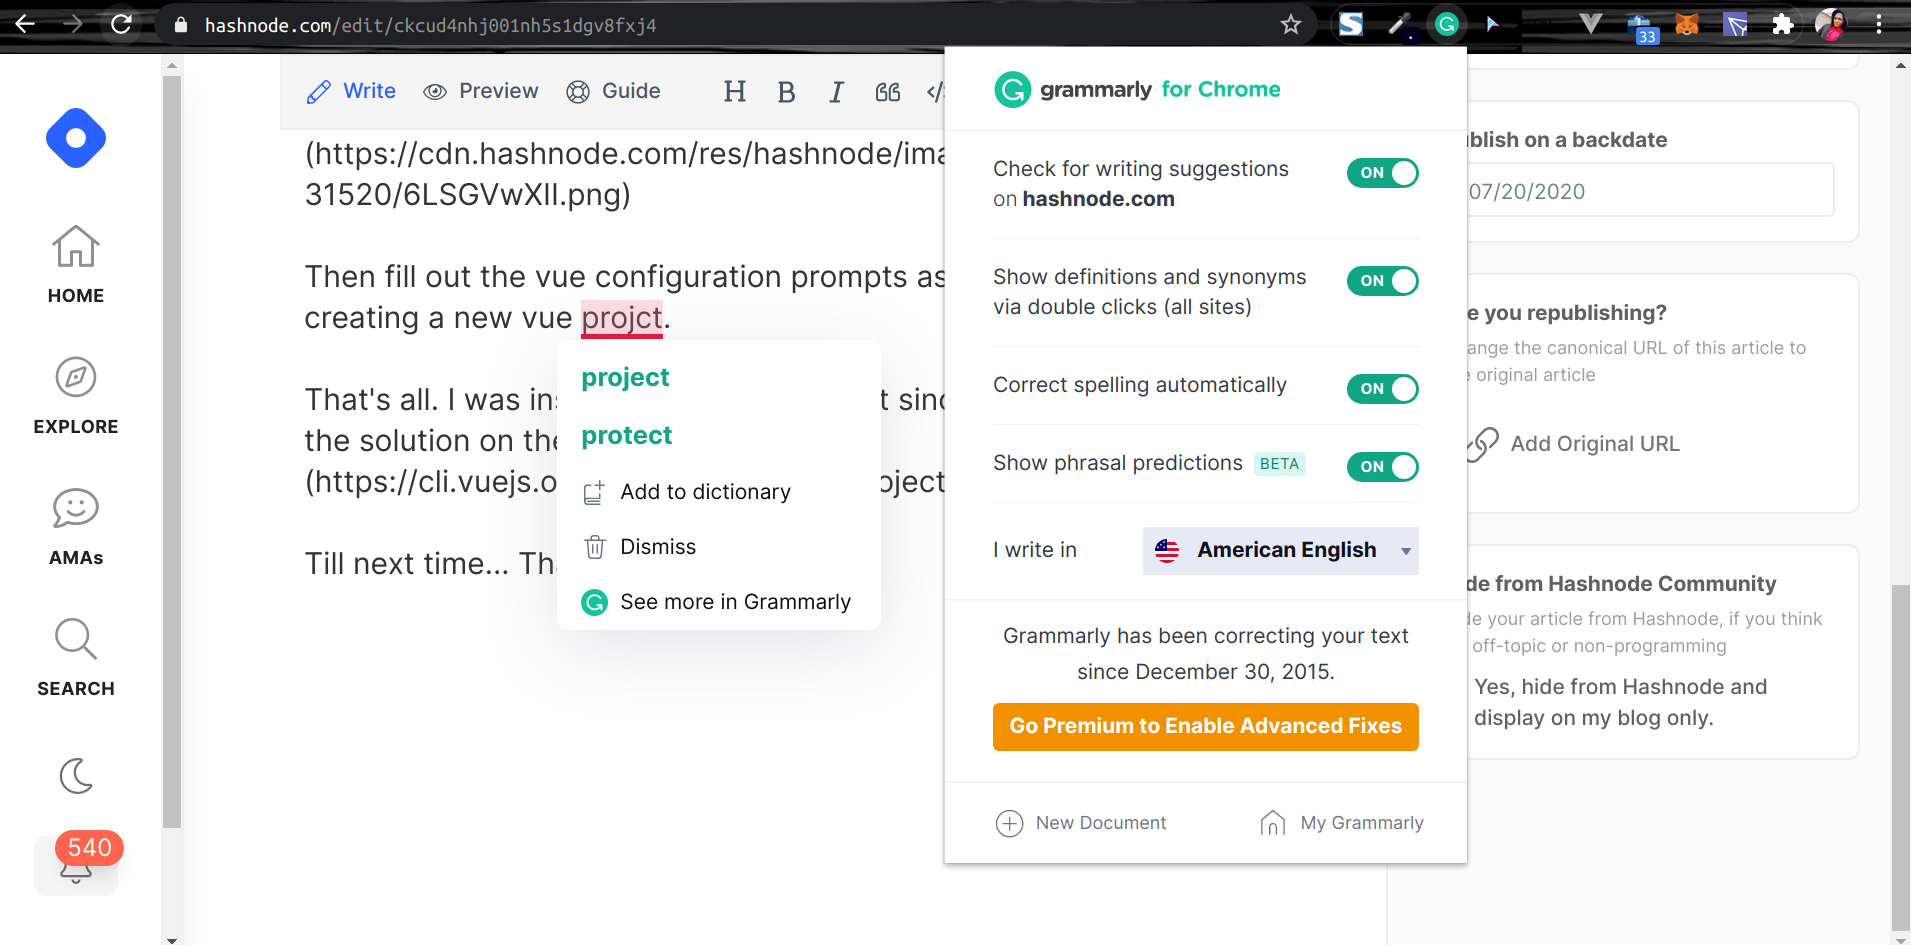 hashnode.com/edit/ckcud4nhj001nh5s1dgv8fxj4
33
HOME
EXPLORE
AMAs
SEARCH
540
Write Preview Guide H B I
(https://cdn.hashnode.com/res/hashnode/ima
31520/6LSGVwXII.png)
Then fill out the vue configuration prompts as
creating a new vue projct.
That's all. I was ins t sinc
the solution on the
(https://cli.vuejs.o oject
Till next time... Tha
project
protect
Add to dictionary
Dismiss
See more in Grammarly
grammarly for Chrome
Check for writing suggestions
on hashnode.com
ON
Show definitions and synonyms
via double clicks (all sites)
ON
Correct spelling automatically
ON
Show phrasal predictions BETA
ON
I write in American English
Grammarly has been correcting your text
since December 30, 2015.
Go Premium to Enable Advanced Fixes
New Document My Grammarly
blish on a backdate
07/20/2020
e you republishing?
ange the canonical URL of this article to
e original article
Add Original URL
de from Hashnode Community
de your article from Hashnode, if you think
off-topic or non-programming
Yes, hide from Hashnode and
display on my blog only.